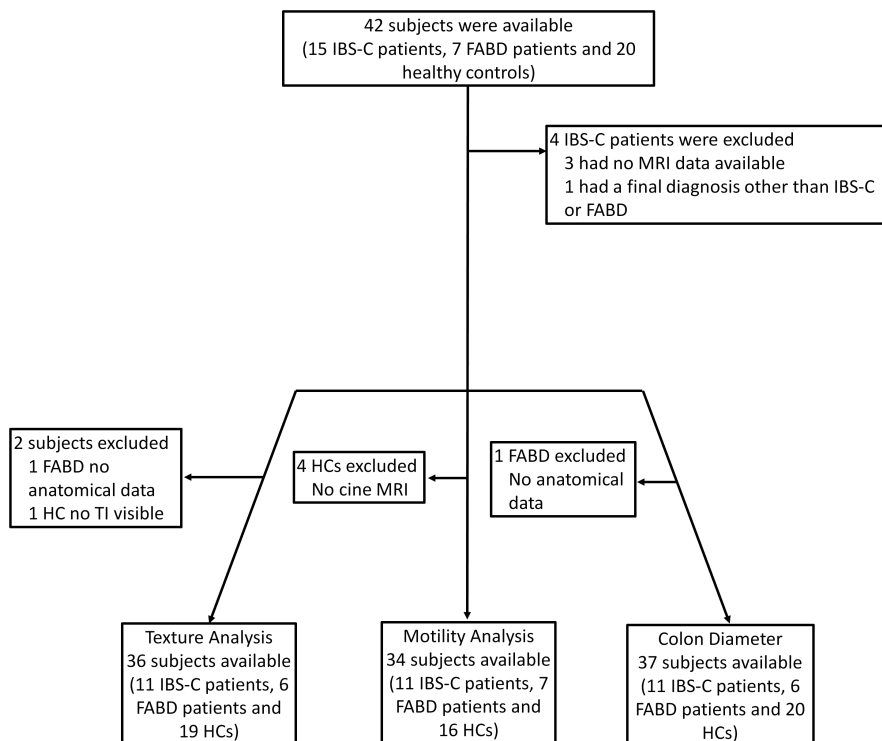 42 subjects were available
(15 IBS-C patients, 7 FABD patients and 20
healthy controls)
4 IBS-C patients were excluded
3 had no MRI data available
1 had a final diagnosis other than IBS-C
or FABD
2 subjects excluded
1 FABD no
anatomical data
1 HC no TI visible
4 HCs excluded
No cine MRI
1 FABD excluded
No anatomical
data
Texture Analysis
36 subjects available
(11 IBS-C patients, 6
FABD patients and
19 HCs)
Motility Analysis
34 subjects available
(11 IBS-C patients, 7
FABD patients and
16 HCs)
Colon Diameter
37 subjects available
(11 IBS-C patients, 6
FABD patients and 20
HCs)